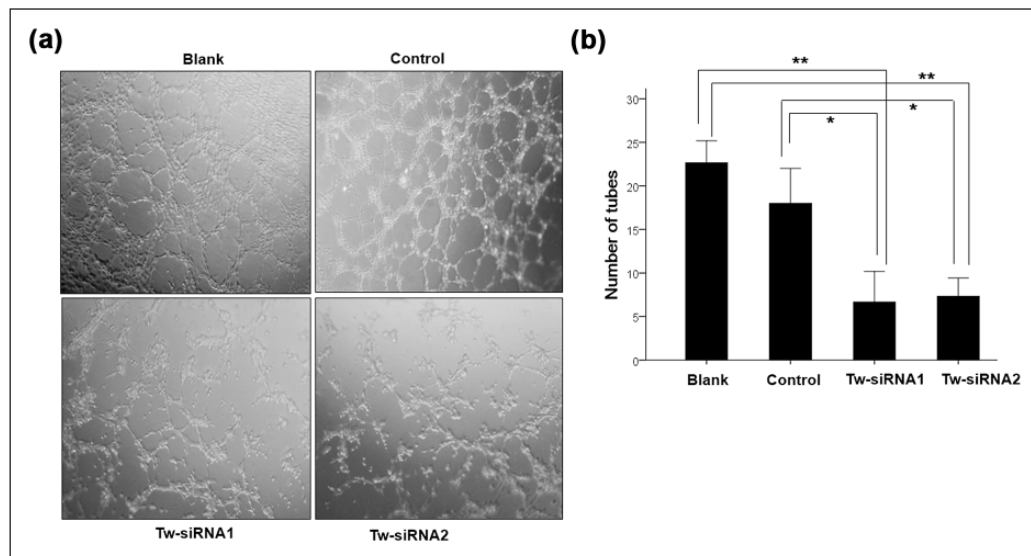 (a)
Blank
Control
Tw-siRNA1
Tw-siRNA2
(b)
**
**
*
*
Number of tubes
30
25
20
15
10
5
0
Blank
Control
Tw-siRNA1
Tw-siRNA2